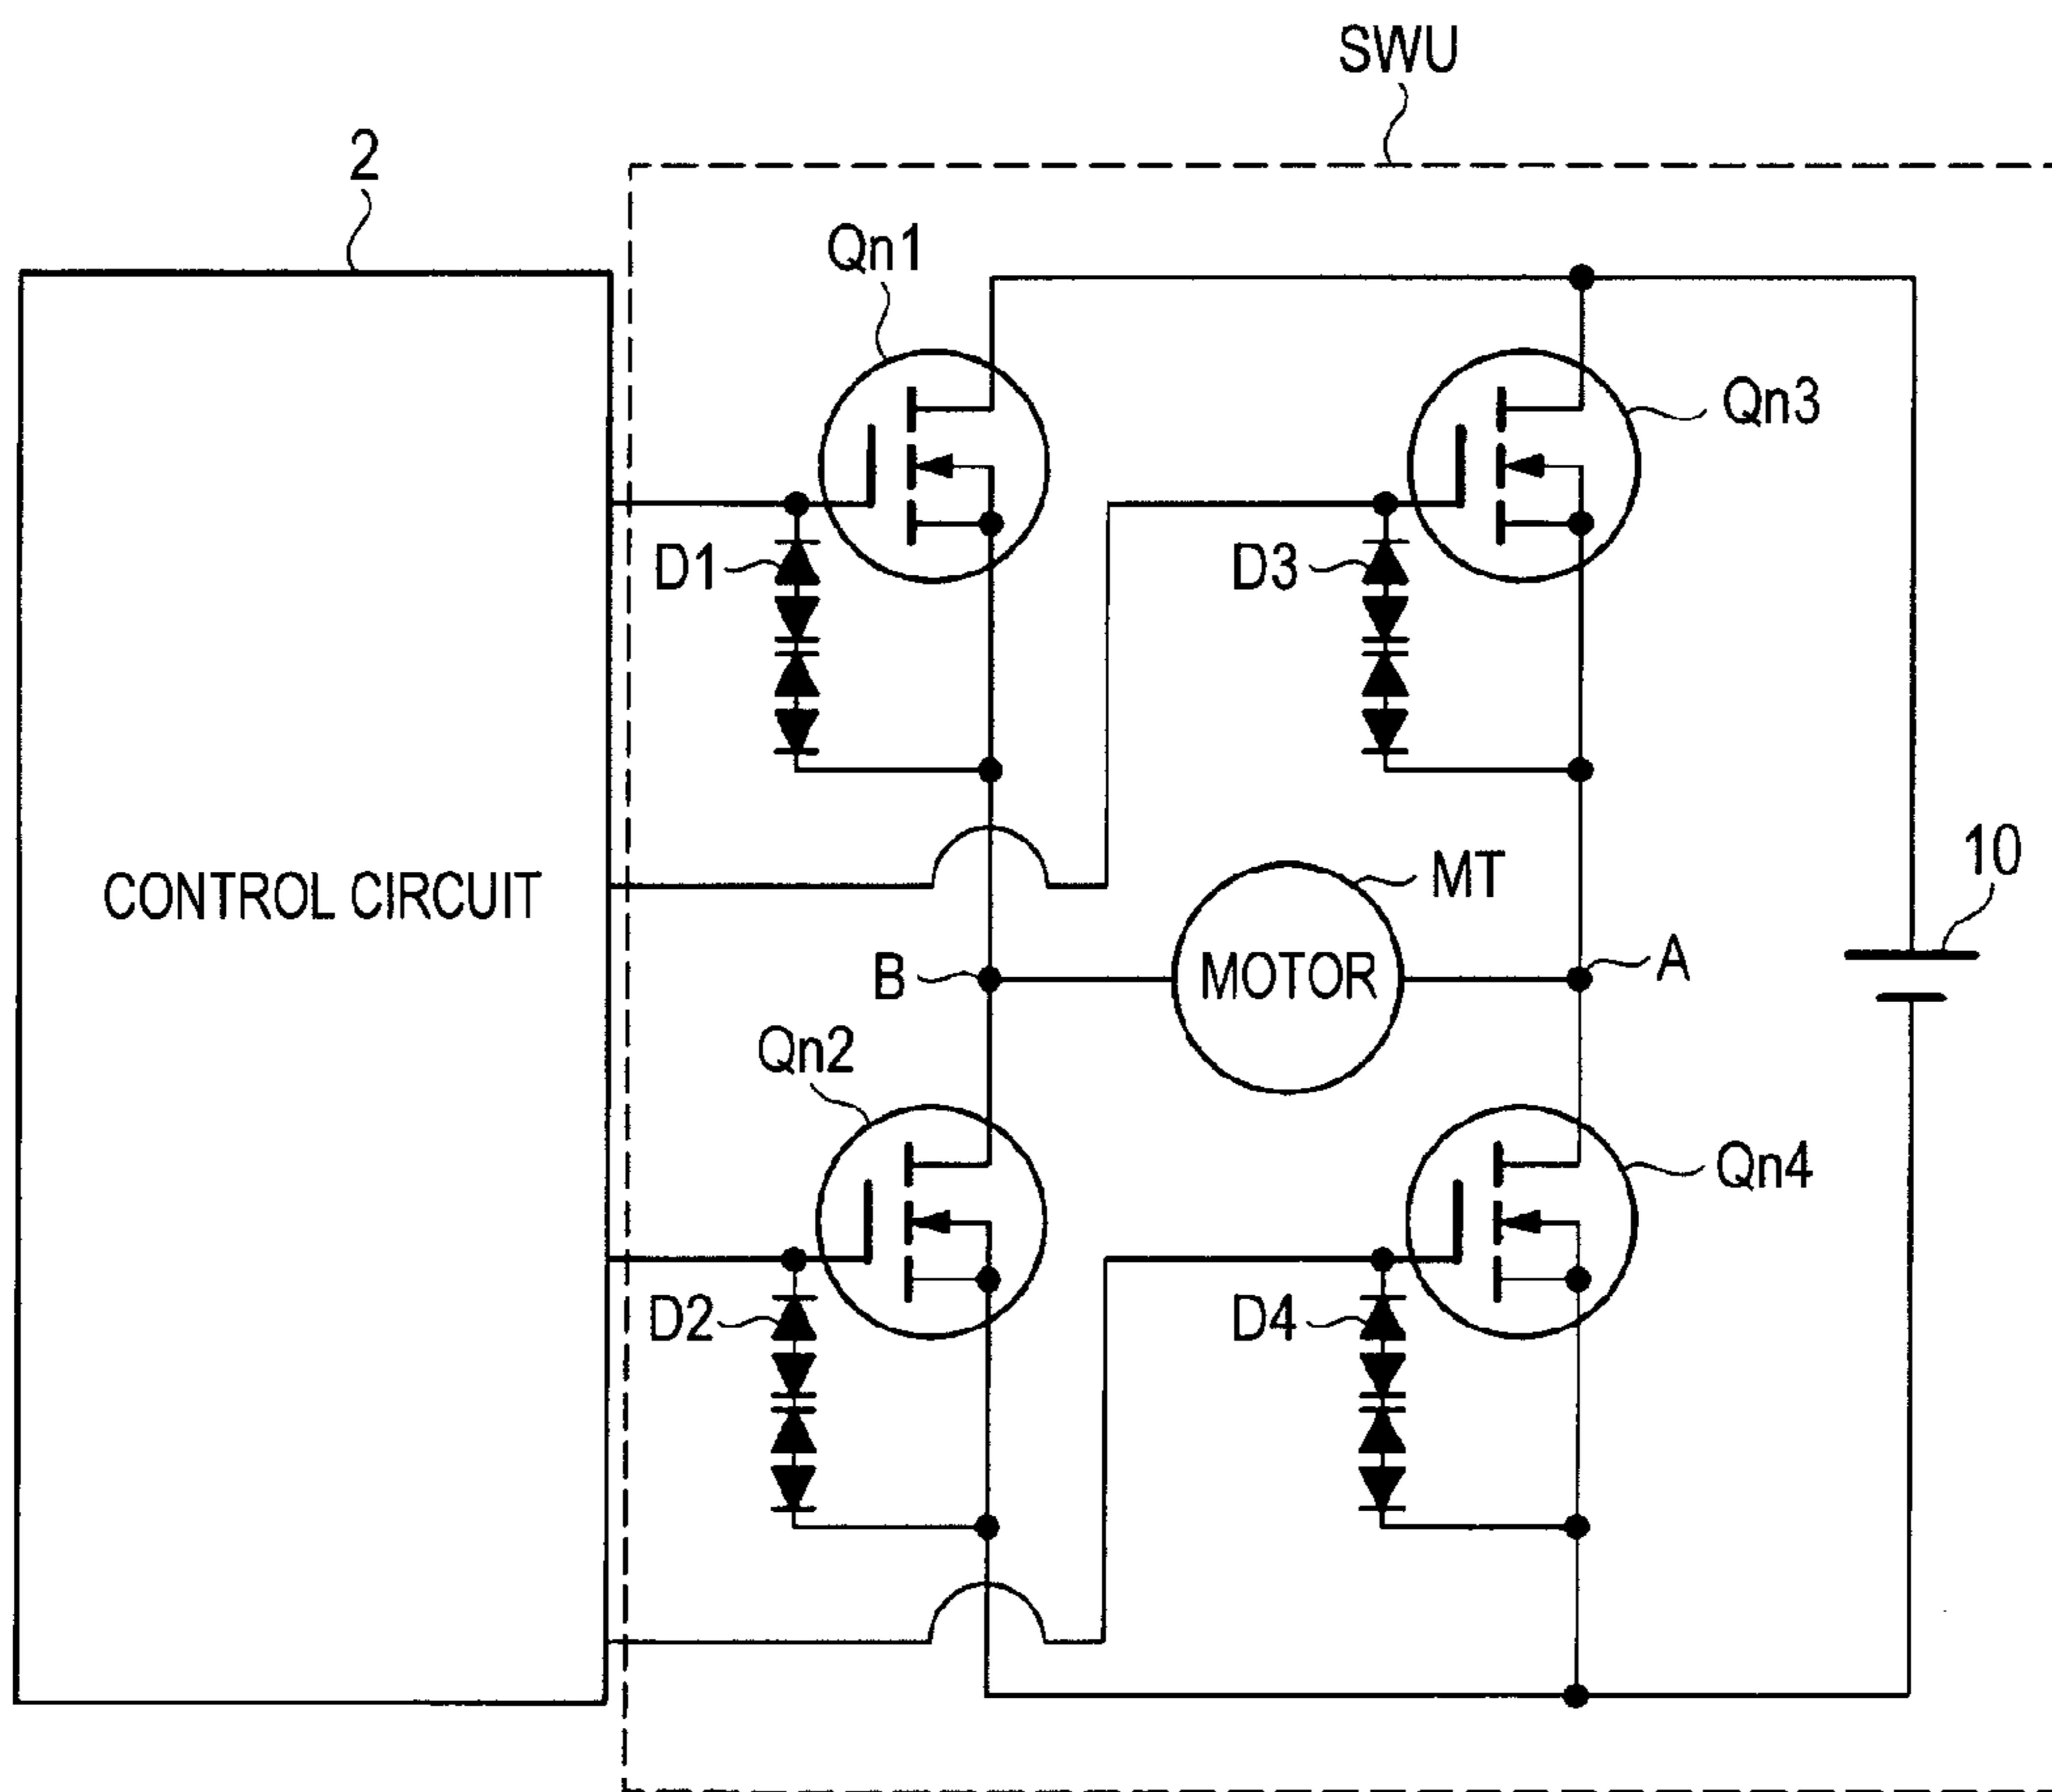 SWU
2
Qn1
Qn3
D1
D3
CONTROL CIRCUIT
MT
10
B
MOTOR
A
Qn2
Qn4
D2
D4